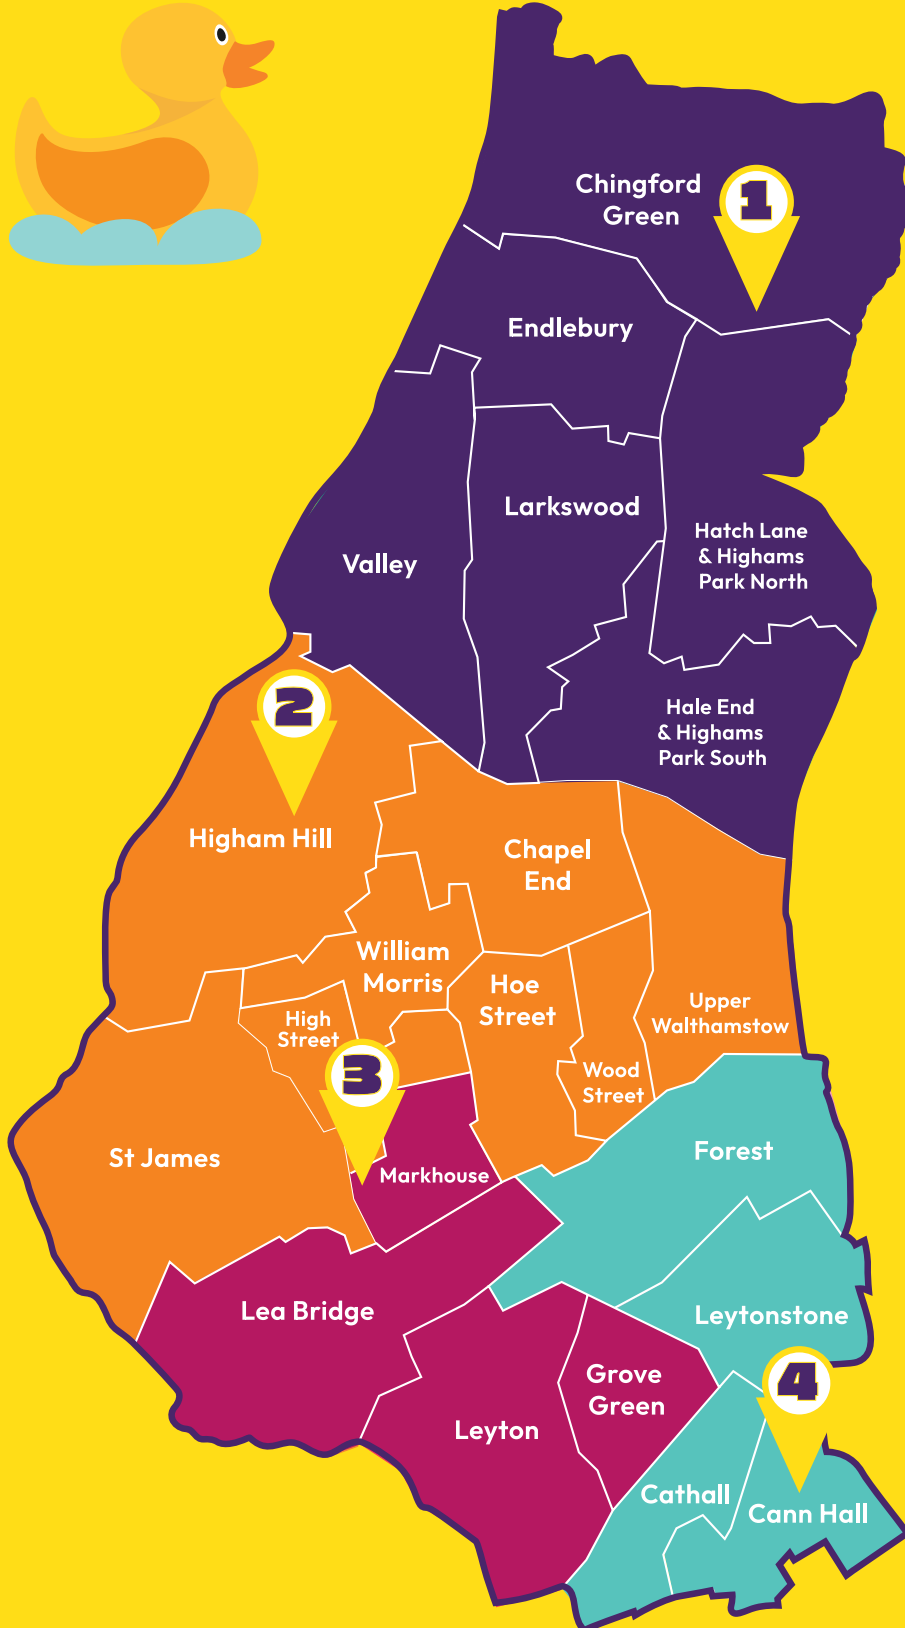 Chingford
Green
1
Endlebury
Larkswood
Valley
Hatch Lane
& Highams
Park North
Hale End
& Highams
Park South
2
Higham Hill
Chapel
End
William
Morris
Hoe
Street
High
Street
Upper
Walthamstow
Wood
Street
3
St James
Markhouse
Forest
Lea Bridge
Leytonstone
Grove
Green
4
Leyton
Cathall
Cann Hall